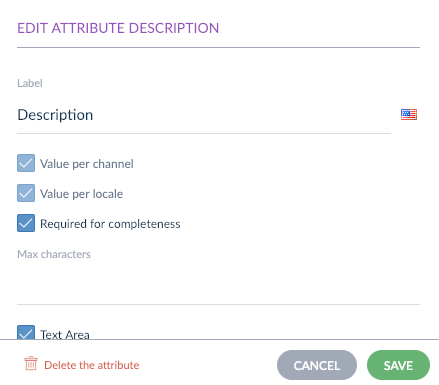 EDIT ATTRIBUTE DESCRIPTION
Label
Description
Value per channel
Value per locale
Required for completeness
Max characters
Text Area
Delete the attribute
CANCEL
SAVE